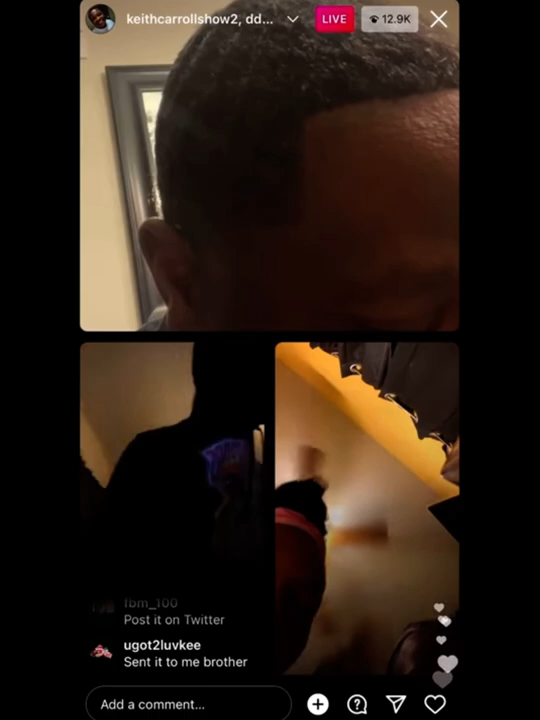 keithcarrollshow2, dd...
LIVE
12.9K
fbm_100
Post it on Twitter
ugot2luvkee
Sent it to me brother
Add a comment...